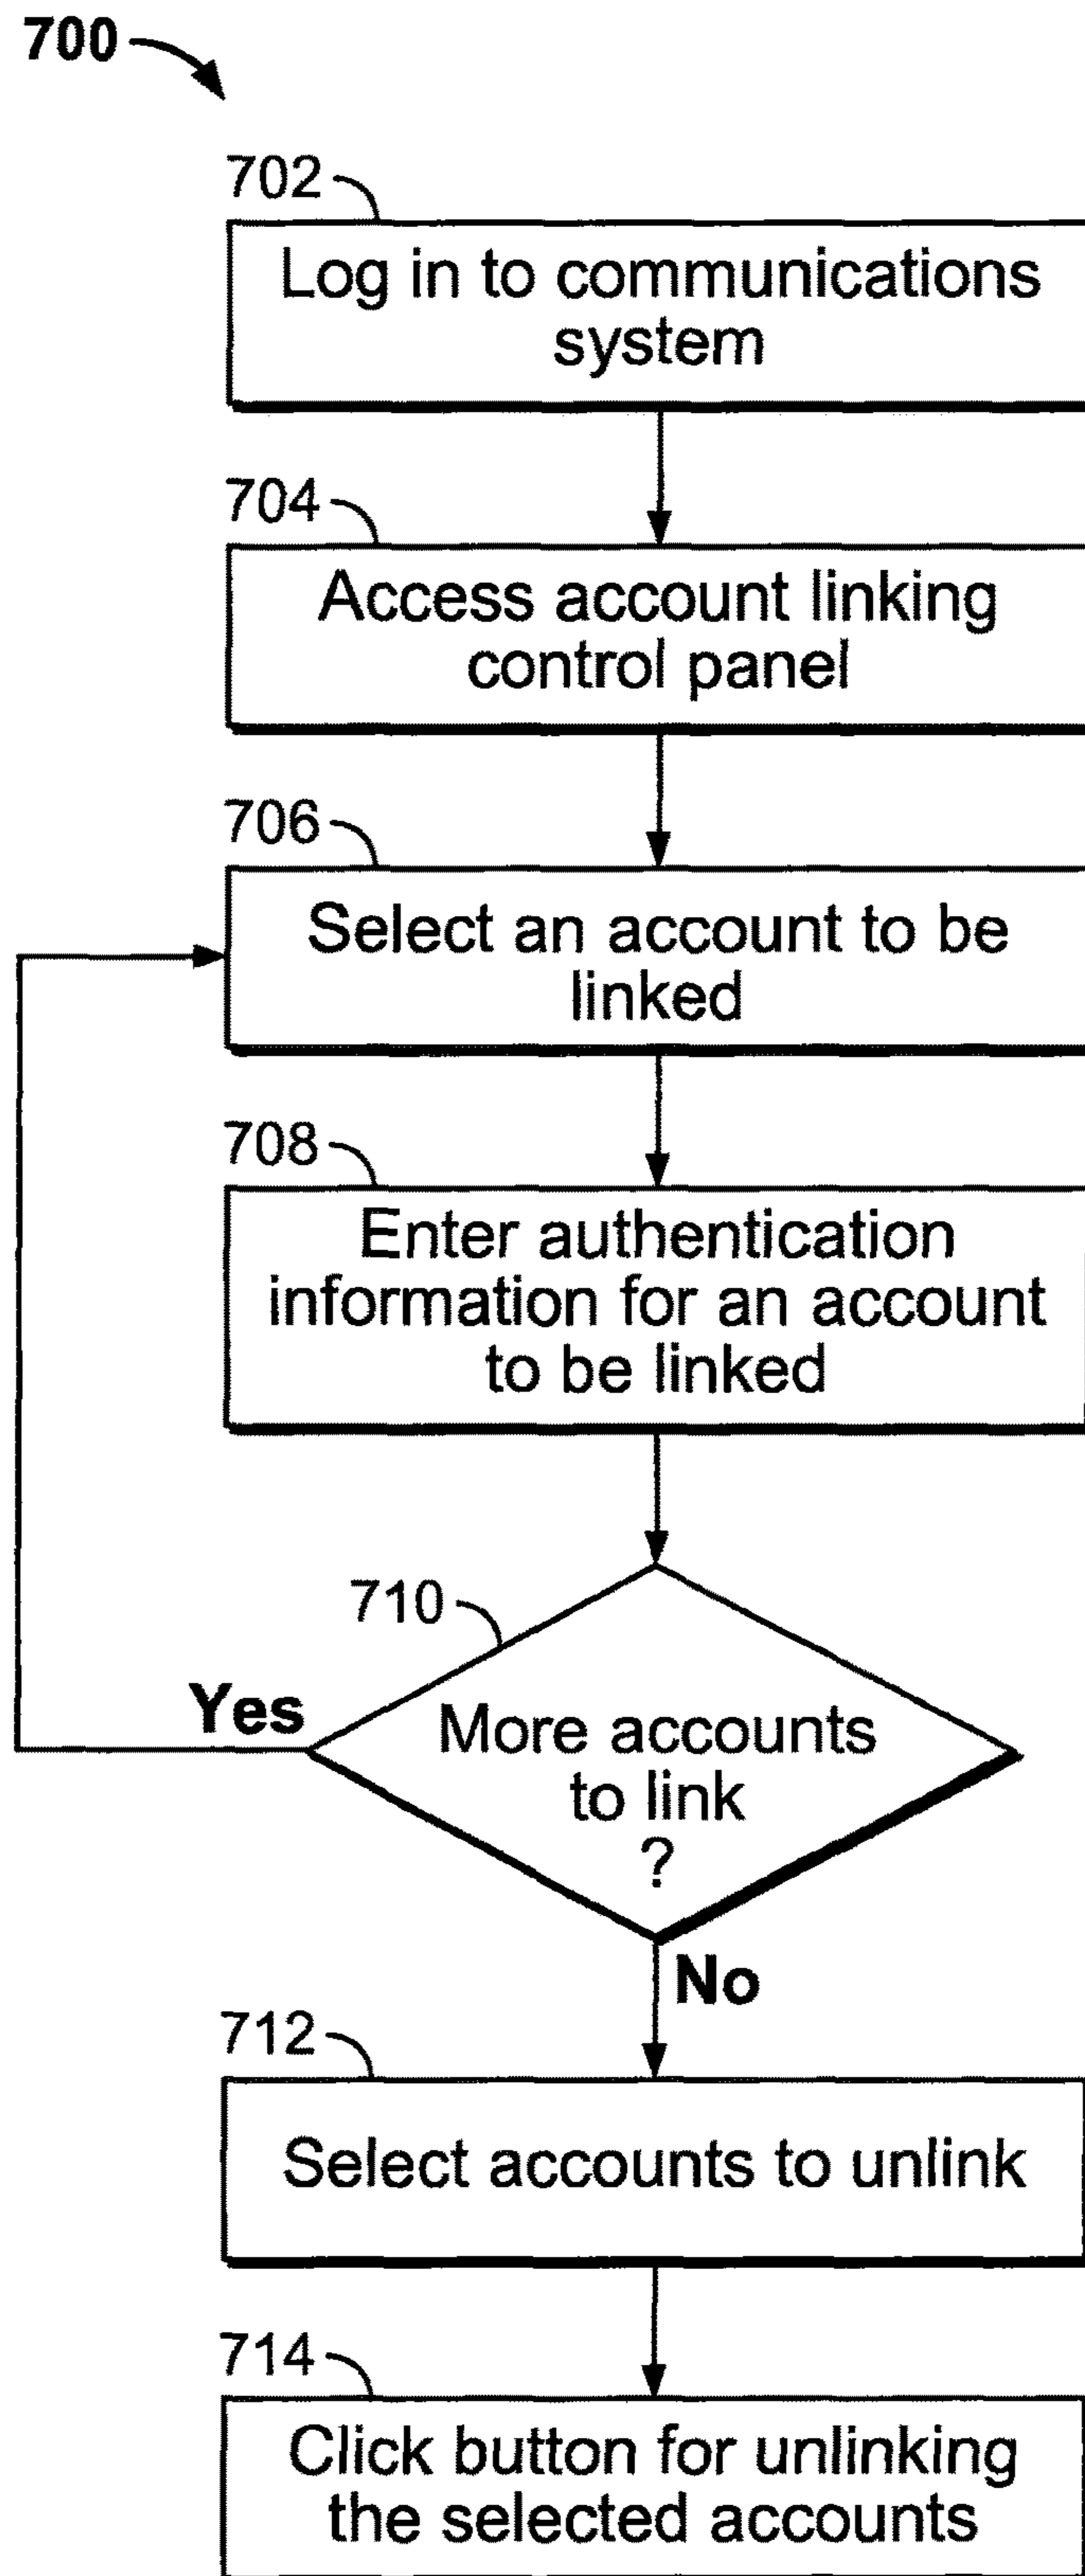 700
702
Log in to communications
system
704
Access account linking
control panel
706
Select an account to be
linked
708
Enter authentication
information for an account
to be linked
710
Yes
More accounts
to link
?
No
712
Select accounts to unlink
714
Click button for unlinking
the selected accounts